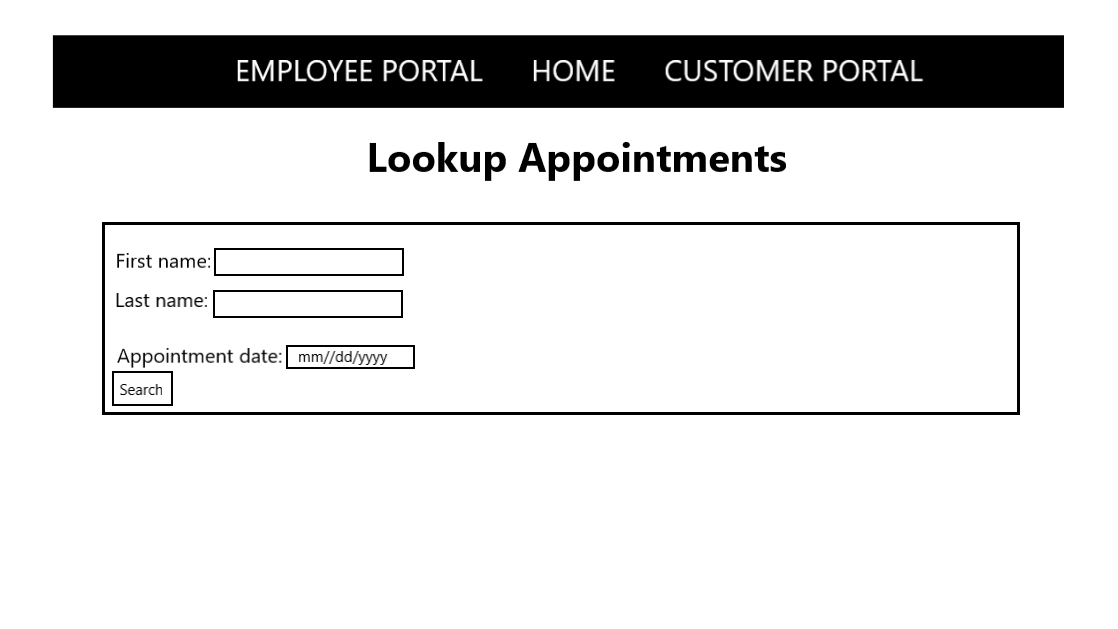 EMPLOYEE PORTAL HOME CUSTOMER PORTAL
Lookup Appointments
First name:
Last name:
Appointment date: mm//dd/yyyy
Search